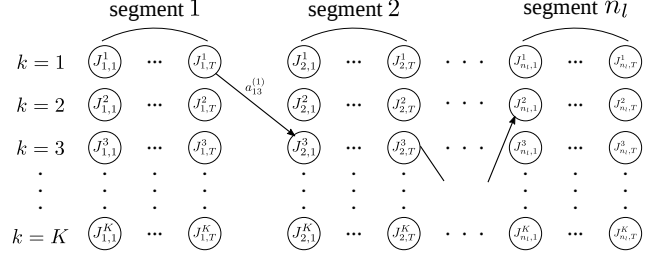 segment 1 segment 2 segment n_l
k = 1 J^1_{1,1} ... J^1_{1,T} J^1_{2,1} ... J^1_{2,T} . . . J^1_{n_l,1} ... J^1_{n_l,T}
a^{(1)}_{13}
k = 2 J^2_{1,1} ... J^2_{1,T} J^2_{2,1} ... J^2_{2,T} . . . J^2_{n_l,1} ... J^2_{n_l,T}
k = 3 J^3_{1,1} ... J^3_{1,T} J^3_{2,1} ... J^3_{2,T} . . . J^3_{n_l,1} ... J^3_{n_l,T}
k = K J^K_{1,1} ... J^K_{1,T} J^K_{2,1} ... J^K_{2,T} . . . J^K_{n_l,1} ... J^K_{n_l,T}